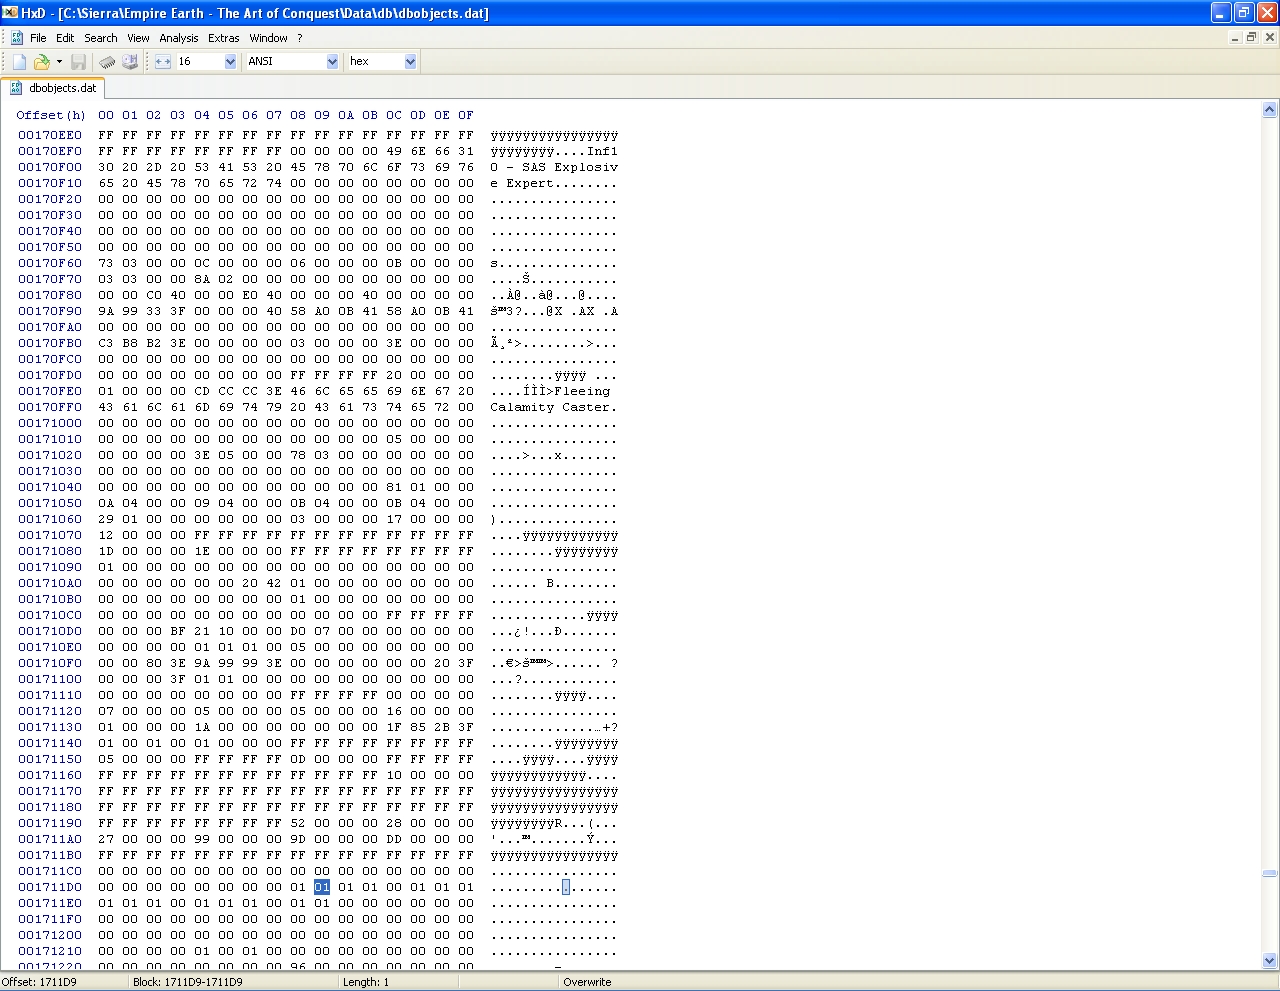 HxD - [C:\Sierra\Empire Earth - The Art of Conquest\Data\db\dbobjects.dat]
File Edit Search View Analysis Extras Window ?
16 ANSI hex
dbobjects.dat
Offset(h) 00 01 02 03 04 05 06 07 08 09 0A 0B 0C 0D 0E 0F
00170EE0 FF FF FF FF FF FF FF FF FF FF FF FF FF FF FF FF ÿÿÿÿÿÿÿÿÿÿÿÿÿÿÿÿ
00170EF0 FF FF FF FF FF FF FF FF 00 00 00 00 49 6E 66 31 ÿÿÿÿÿÿÿÿ....Inf1
00170F00 30 20 2D 20 53 41 53 20 45 78 70 6C 6F 73 69 76 0 - SAS Explosiv
00170F10 65 20 45 78 70 65 72 74 00 00 00 00 00 00 00 00 e Expert........
00170F20 00 00 00 00 00 00 00 00 00 00 00 00 00 00 00 00 ................
00170F30 00 00 00 00 00 00 00 00 00 00 00 00 00 00 00 00 ................
00170F40 00 00 00 00 00 00 00 00 00 00 00 00 00 00 00 00 ................
00170F50 00 00 00 00 00 00 00 00 00 00 00 00 00 00 00 00 ................
00170F60 73 03 00 00 0C 00 00 00 06 00 00 00 0B 00 00 00 s...............
00170F70 03 03 00 00 8A 02 00 00 00 00 00 00 00 00 00 00 ....Š...........
00170F80 00 00 C0 40 00 00 E0 40 00 00 00 40 00 00 00 00 ..À@..à@...@....
00170F90 9A 99 33 3F 00 00 00 40 58 A0 0B 41 58 A0 0B 41 š™3?...@X .AX .A
00170FA0 00 00 00 00 00 00 00 00 00 00 00 00 00 00 00 00 ................
00170FB0 C3 B8 B2 3E 00 00 00 00 03 00 00 00 3E 00 00 00 Ã¸²>........>...
00170FC0 00 00 00 00 00 00 00 00 00 00 00 00 00 00 00 00 ................
00170FD0 00 00 00 00 00 00 00 00 FF FF FF FF 20 00 00 00 ........ÿÿÿÿ ...
00170FE0 01 00 00 00 CD CC CC 3E 46 6C 65 65 69 6E 67 20 ....ÍÌÌ>Fleeing
00170FF0 43 61 6C 61 6D 69 74 79 20 43 61 73 74 65 72 00 Calamity Caster.
00171000 00 00 00 00 00 00 00 00 00 00 00 00 00 00 00 00 ................
00171010 00 00 00 00 00 00 00 00 00 00 00 00 05 00 00 00 ................
00171020 00 00 00 00 3E 05 00 00 78 03 00 00 00 00 00 00 ....>...x.......
00171030 00 00 00 00 00 00 00 00 00 00 00 00 00 00 00 00 ................
00171040 00 00 00 00 00 00 00 00 00 00 00 00 81 01 00 00 ................
00171050 0A 04 00 00 09 04 00 00 0B 04 00 00 0B 04 00 00 ................
00171060 29 01 00 00 00 00 00 00 03 00 00 00 17 00 00 00 )...............
00171070 12 00 00 00 FF FF FF FF FF FF FF FF FF FF FF FF ....ÿÿÿÿÿÿÿÿÿÿÿÿ
00171080 1D 00 00 00 1E 00 00 00 FF FF FF FF FF FF FF FF ........ÿÿÿÿÿÿÿÿ
00171090 01 00 00 00 00 00 00 00 00 00 00 00 00 00 00 00 ................
001710A0 00 00 00 00 00 00 20 42 01 00 00 00 00 00 00 00 ...... B........
001710B0 00 00 00 00 00 00 00 00 01 00 00 00 00 00 00 00 ................
001710C0 00 00 00 00 00 00 00 00 00 00 00 00 FF FF FF FF ............ÿÿÿÿ
001710D0 00 00 00 BF 21 10 00 00 D0 07 00 00 00 00 00 00 ...¿!...Ð.......
001710E0 00 00 00 00 01 01 01 00 05 00 00 00 00 00 00 00 ................
001710F0 00 00 80 3E 9A 99 99 3E 00 00 00 00 00 00 20 3F ..€>š™™>...... ?
00171100 00 00 00 3F 01 01 00 00 00 00 00 00 00 00 00 00 ...?............
00171110 00 00 00 00 00 00 00 00 FF FF FF FF 00 00 00 00 ........ÿÿÿÿ....
00171120 07 00 00 00 05 00 00 00 05 00 00 00 16 00 00 00 ................
00171130 01 00 00 00 1A 00 00 00 00 00 00 00 1F 85 2B 3F .............…+?
00171140 01 00 01 00 01 00 00 00 FF FF FF FF FF FF FF FF ........ÿÿÿÿÿÿÿÿ
00171150 05 00 00 00 FF FF FF FF 0D 00 00 00 FF FF FF FF ....ÿÿÿÿ....ÿÿÿÿ
00171160 FF FF FF FF FF FF FF FF FF FF FF FF 10 00 00 00 ÿÿÿÿÿÿÿÿÿÿÿÿ....
00171170 FF FF FF FF FF FF FF FF FF FF FF FF FF FF FF FF ÿÿÿÿÿÿÿÿÿÿÿÿÿÿÿÿ
00171180 FF FF FF FF FF FF FF FF FF FF FF FF FF FF FF FF ÿÿÿÿÿÿÿÿÿÿÿÿÿÿÿÿ
00171190 FF FF FF FF FF FF FF FF 52 00 00 00 28 00 00 00 ÿÿÿÿÿÿÿÿR...(...
001711A0 27 00 00 00 99 00 00 00 9D 00 00 00 DD 00 00 00 '...™.......Ý...
001711B0 FF FF FF FF FF FF FF FF FF FF FF FF FF FF FF FF ÿÿÿÿÿÿÿÿÿÿÿÿÿÿÿÿ
001711C0 00 00 00 00 00 00 00 00 00 00 00 00 00 00 00 00 ................
001711D0 00 00 00 00 00 00 00 00 01 01 01 01 00 01 01 01 ................
001711E0 01 01 01 00 01 01 01 00 01 01 00 00 00 00 00 00 ................
001711F0 00 00 00 00 00 00 00 00 00 00 00 00 00 00 00 00 ................
00171200 00 00 00 00 00 00 00 00 00 00 00 00 00 00 00 00 ................
00171210 00 00 00 00 01 00 01 00 00 00 00 00 00 00 00 00 ................
00171220 00 00 00 00 00 00 00 00 96 00 00 00 00 00 00 00 ........–.......
Offset: 1711D9 Block: 1711D9-1711D9 Length: 1 Overwrite